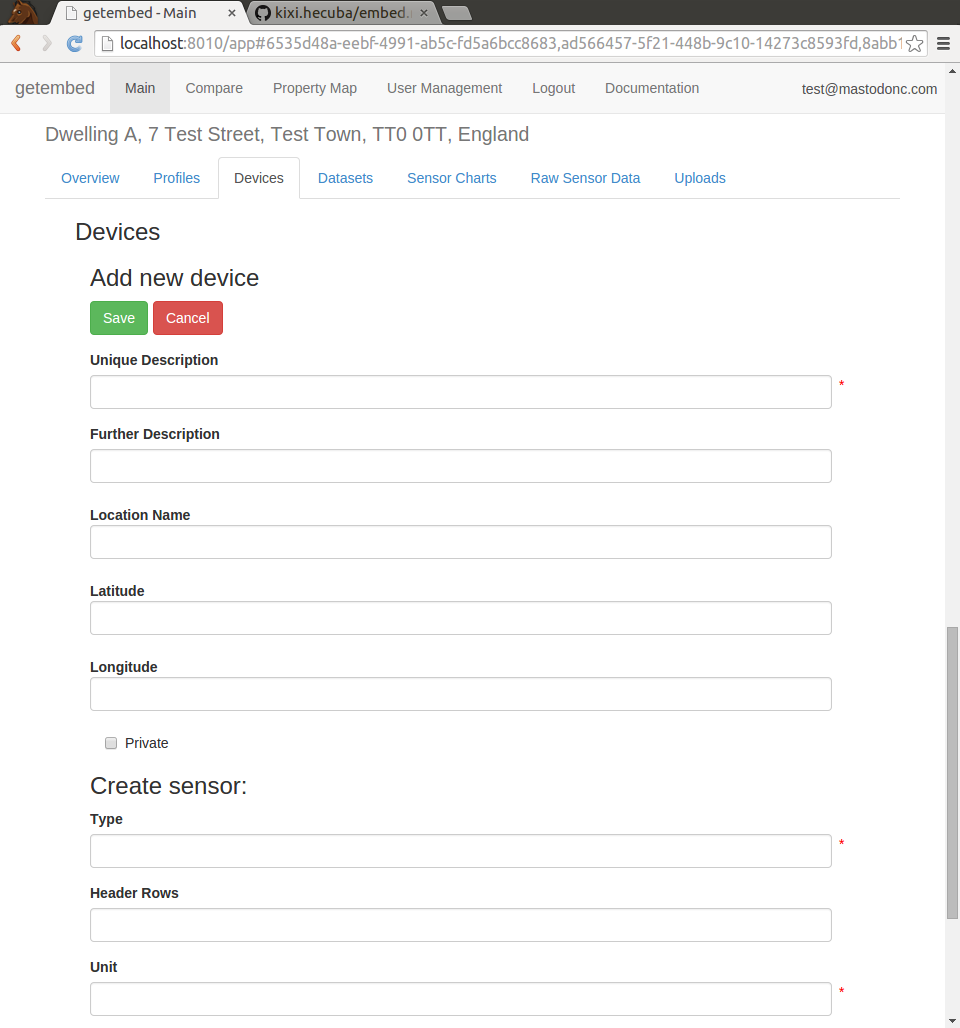 getembed - Main × kixi.hecuba/embed. ×
localhost:8010/app#6535d48a-eebf-4991-ab5c-fd5a6bcc8683,ad566457-5f21-448b-9c10-14273c8593fd,8abb1
getembed Main Compare Property Map User Management Logout Documentation test@mastodonc.com
Dwelling A, 7 Test Street, Test Town, TT0 0TT, England
Overview Profiles Devices Datasets Sensor Charts Raw Sensor Data Uploads
Devices
Add new device
Save Cancel
Unique Description
*
Further Description
Location Name
Latitude
Longitude
Private
Create sensor:
Type
*
Header Rows
Unit
*